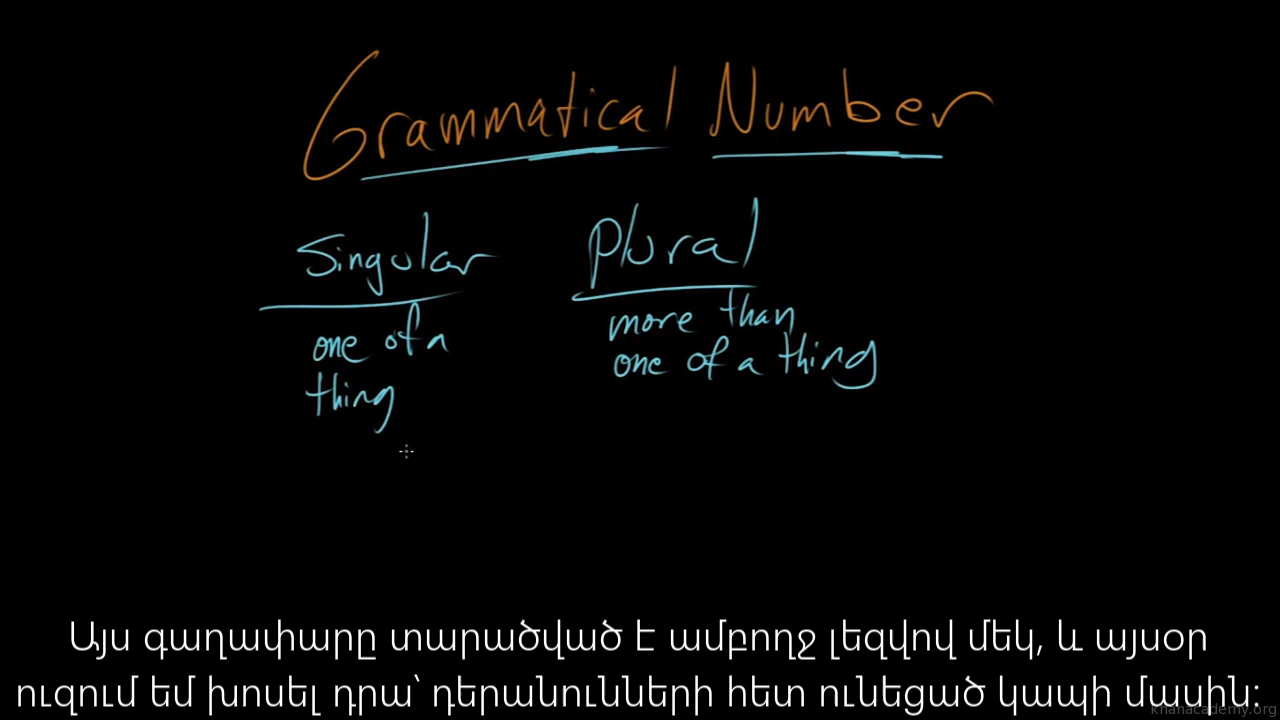 Grammatical Number
Singular
Plural
one of a
thing
more than
one of a thing
Այս գաղափարը տարածված է ամբողջ լեզվով մեկ, և այսօր
ուզում եմ խոսել դրա՝ դերանունների հետ ունեցած կապի մասին:
khanacademy.org